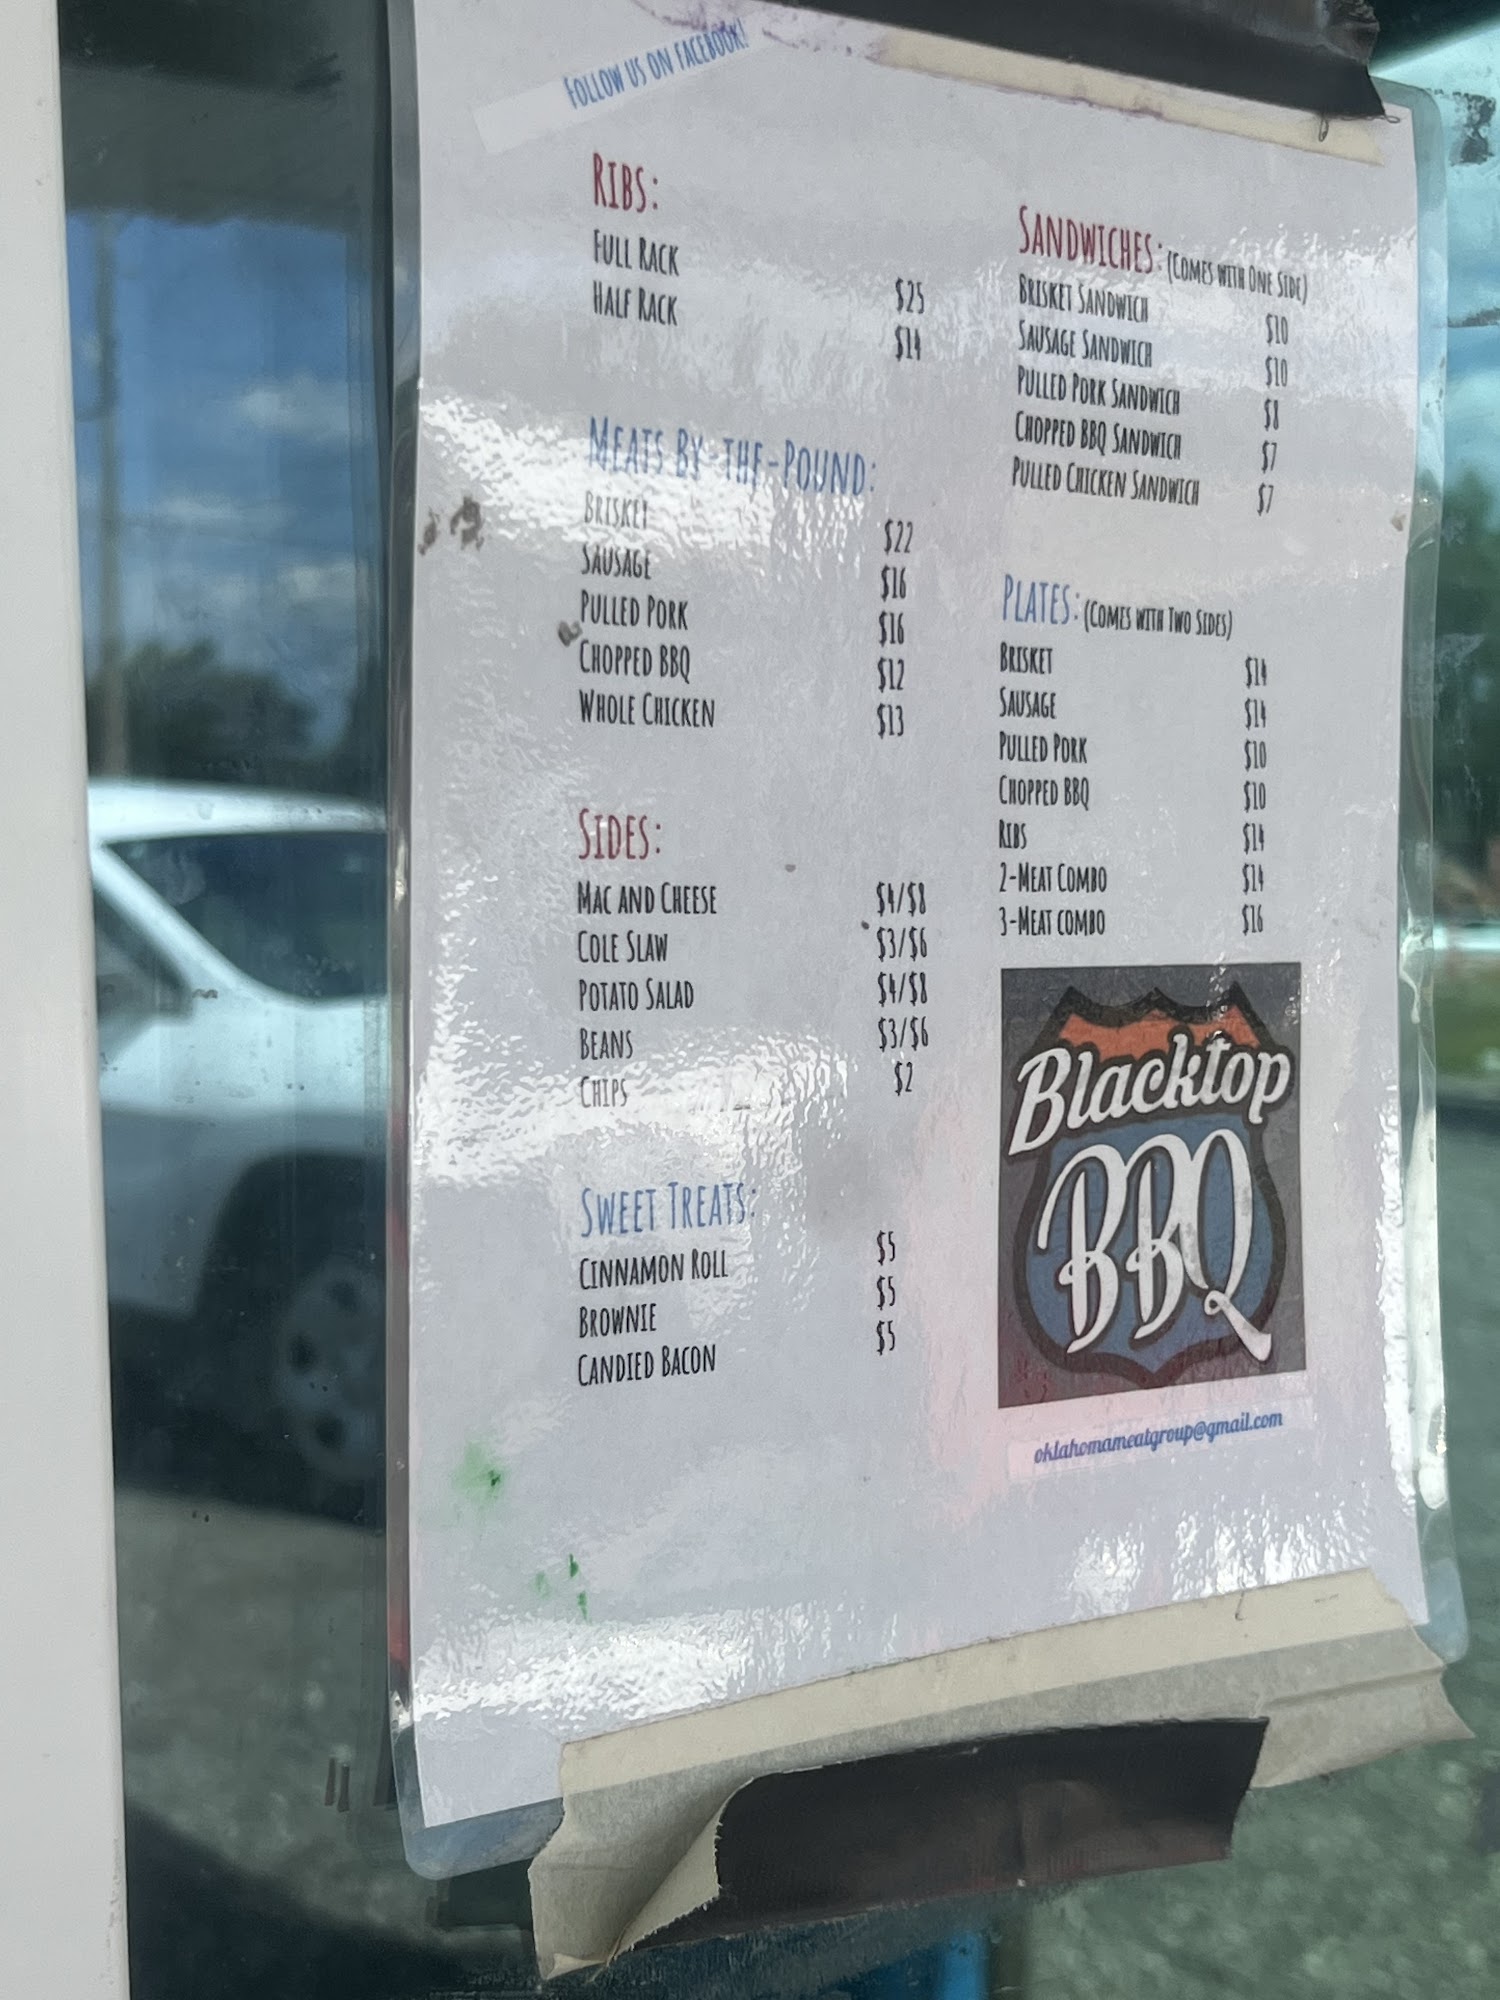 Follow us on Facebook!
Ribs:
Full Rack $25
Half Rack $14
Meats By-the-Pound:
Brisket $22
Sausage $16
Pulled Pork $16
Chopped BBQ $12
Whole Chicken $13
Sides:
Mac and Cheese $4/$8
Cole Slaw $3/$6
Potato Salad $4/$8
Beans $3/$6
Chips $2
Sweet Treats:
Cinnamon Roll $5
Brownie $5
Candied Bacon $5
Sandwiches: (Comes with One Side)
Brisket Sandwich $10
Sausage Sandwich $10
Pulled Pork Sandwich $8
Chopped BBQ Sandwich $7
Pulled Chicken Sandwich $7
Plates: (Comes with Two Sides)
Brisket $14
Sausage $14
Pulled Pork $10
Chopped BBQ $10
Ribs $14
2-Meat Combo $14
3-Meat combo $16
Blacktop
BBQ
oklahomameatgroup@gmail.com